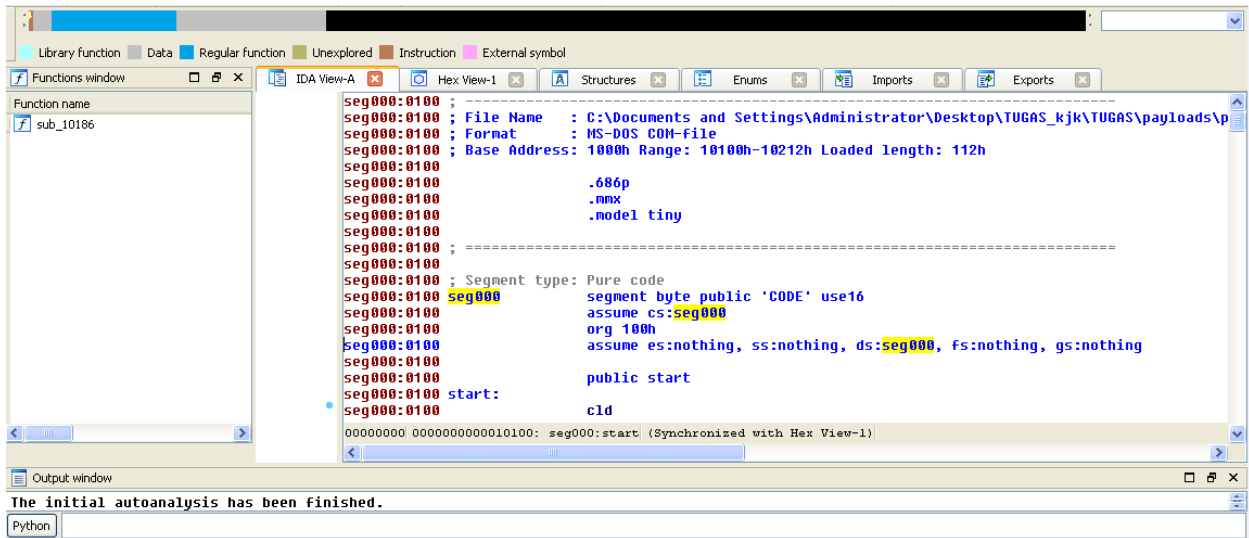 Library function Data Regular function Unexplored Instruction External symbol
Functions window
IDA View-A Hex View-1 Structures Enums Imports Exports
Function name
sub_10186
seg000:0100 ; ---------------------------------------------------------------------------
seg000:0100 ; File Name   : C:\Documents and Settings\Administrator\Desktop\TUGAS_kjk\TUGAS\payloads\p
seg000:0100 ; Format      : MS-DOS COM-file
seg000:0100 ; Base Address: 1000h Range: 10100h-10212h Loaded length: 112h
seg000:0100
seg000:0100 .686p
seg000:0100 .mmx
seg000:0100 .model tiny
seg000:0100
seg000:0100 ; ===========================================================================
seg000:0100
seg000:0100 ; Segment type: Pure code
seg000:0100 seg000 segment byte public 'CODE' use16
seg000:0100 assume cs:seg000
seg000:0100 org 100h
seg000:0100 assume es:nothing, ss:nothing, ds:seg000, fs:nothing, gs:nothing
seg000:0100
seg000:0100 public start
seg000:0100 start:
seg000:0100 cld
00000000 0000000000010100: seg000:start (Synchronized with Hex View-1)
Output window
The initial autoanalysis has been finished.
Python